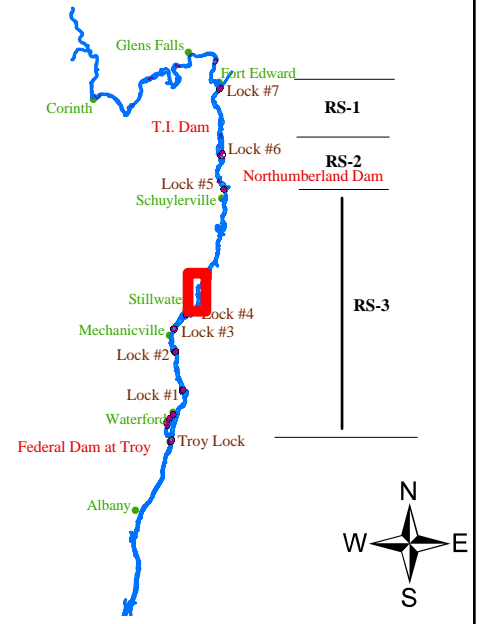 Glens Falls
Fort Edward
Lock #7
Corinth
RS-1
T.I. Dam
Lock #6
RS-2
Northumberland Dam
Lock #5
Schuylerville
Stillwate
Lock #4
RS-3
Mechanicville
Lock #3
Lock #2
Lock #1
Waterford
Federal Dam at Troy
Troy Lock
Albany
N
W
E
S